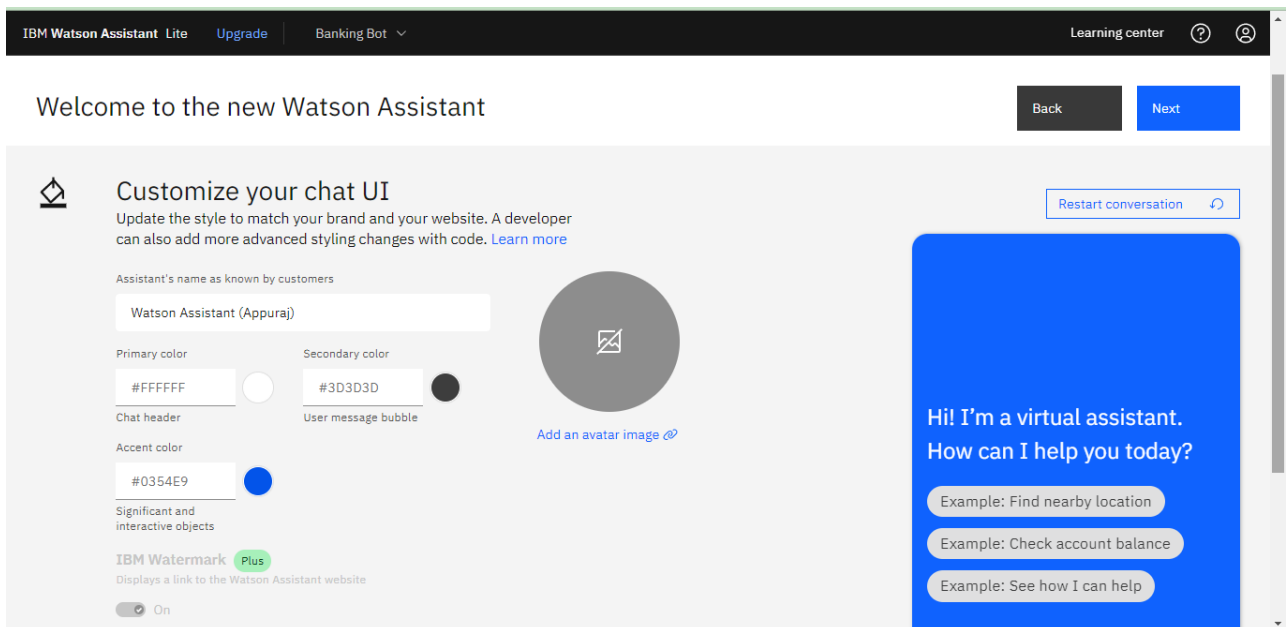 IBM Watson Assistant Lite Upgrade Banking Bot Learning center
Welcome to the new Watson Assistant
Back Next
Customize your chat UI
Update the style to match your brand and your website. A developer
can also add more advanced styling changes with code. Learn more
Assistant's name as known by customers
Watson Assistant (Appuraj)
Primary color Secondary color
#FFFFFF #3D3D3D
Chat header User message bubble
Accent color
#0354E9
Significant and
interactive objects
IBM Watermark Plus
Displays a link to the Watson Assistant website
On
Add an avatar image
Restart conversation
Hi! I'm a virtual assistant.
How can I help you today?
Example: Find nearby location
Example: Check account balance
Example: See how I can help